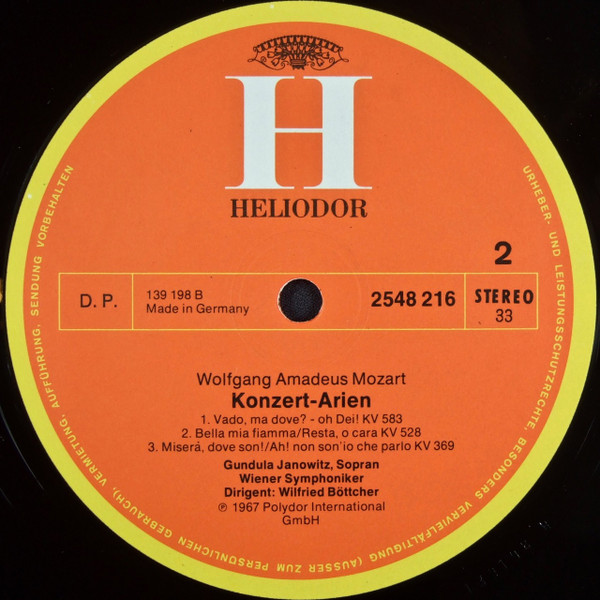 H
HELIODOR
2
D. P.
139 198 B
Made in Germany
2548 216
STEREO
33
Wolfgang Amadeus Mozart
Konzert-Arien
1. Vado, ma dove? - oh Dei! KV 583
2. Bella mia fiamma/Resta, o cara KV 528
3. Miserá, dove son!/Ah! non son'io che parlo KV 369
Gundula Janowitz, Sopran
Wiener Symphoniker
Dirigent: Wilfried Böttcher
℗ 1967 Polydor International
GmbH
URHEBER- UND LEISTUNGSSCHUTZRECHTE, BESONDERS VERVIELFÄLTIGUNG (AUSSER ZUM PERSÖNLICHEN GEBRAUCH), VERMIETUNG, AUFFÜHRUNG, SENDUNG VORBEHALTEN